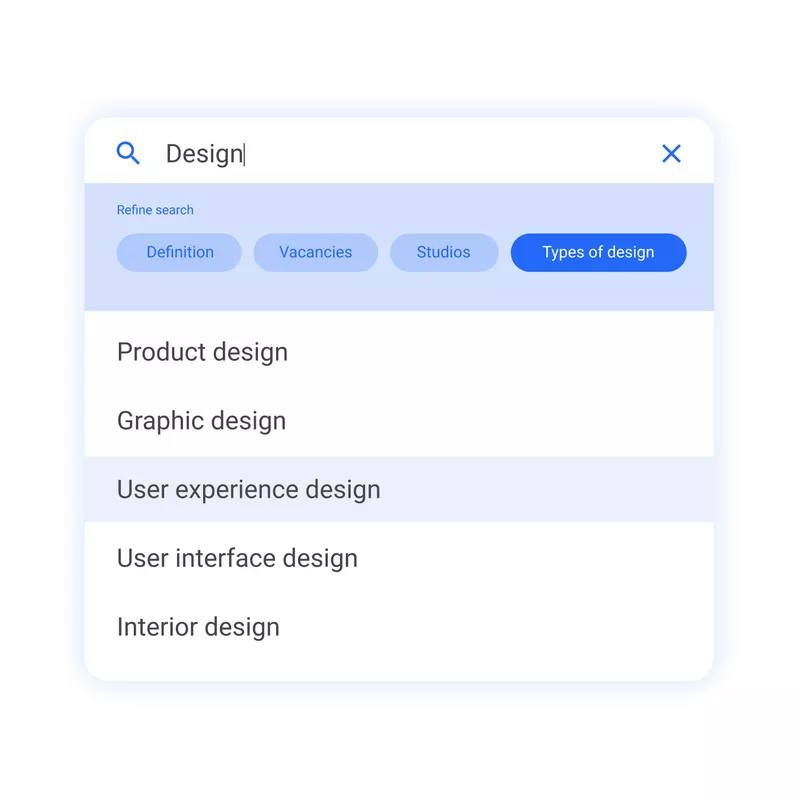 Design
Refine search
Definition Vacancies Studios Types of design
Product design
Graphic design
User experience design
User interface design
Interior design